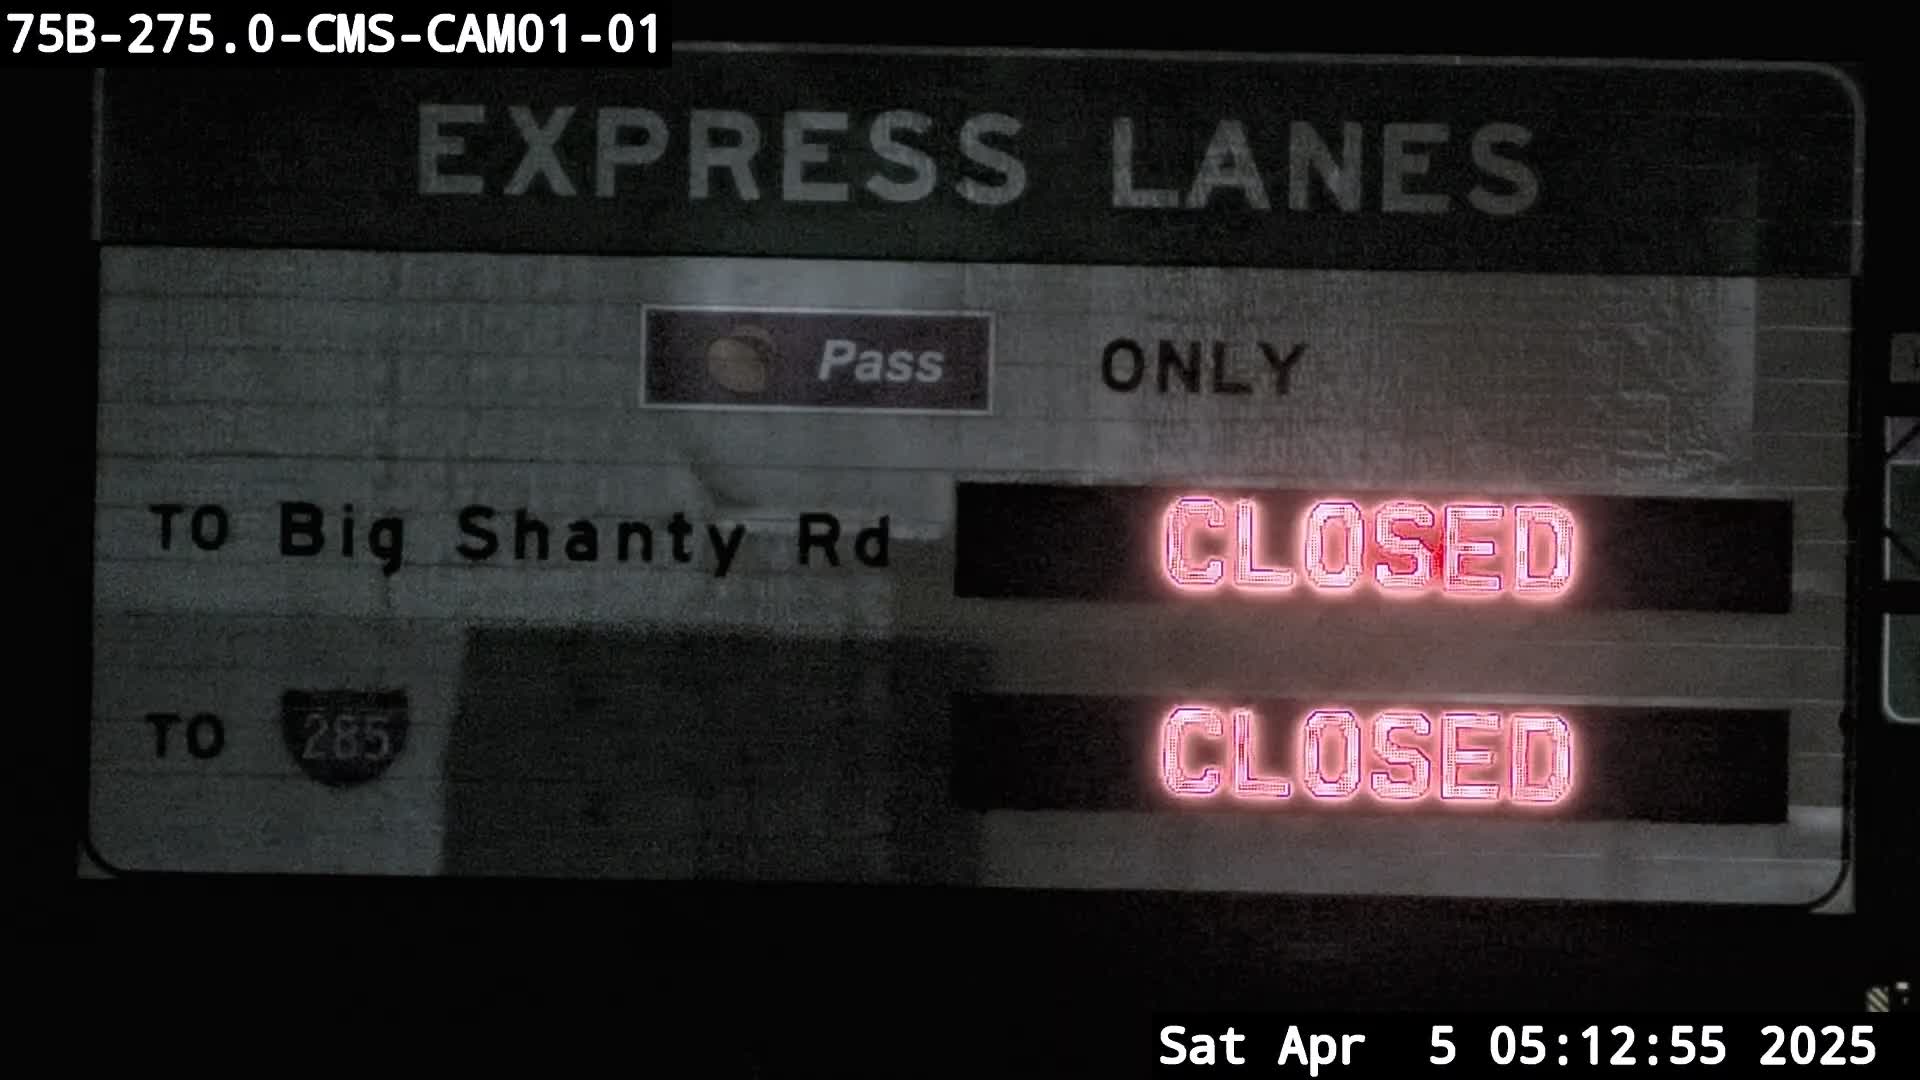 75B-275.0-CMS-CAM01-01
EXPRESS LANES
Pass ONLY
TO Big Shanty Rd CLOSED
TO 285 CLOSED
Sat Apr 5 05:12:55 2025